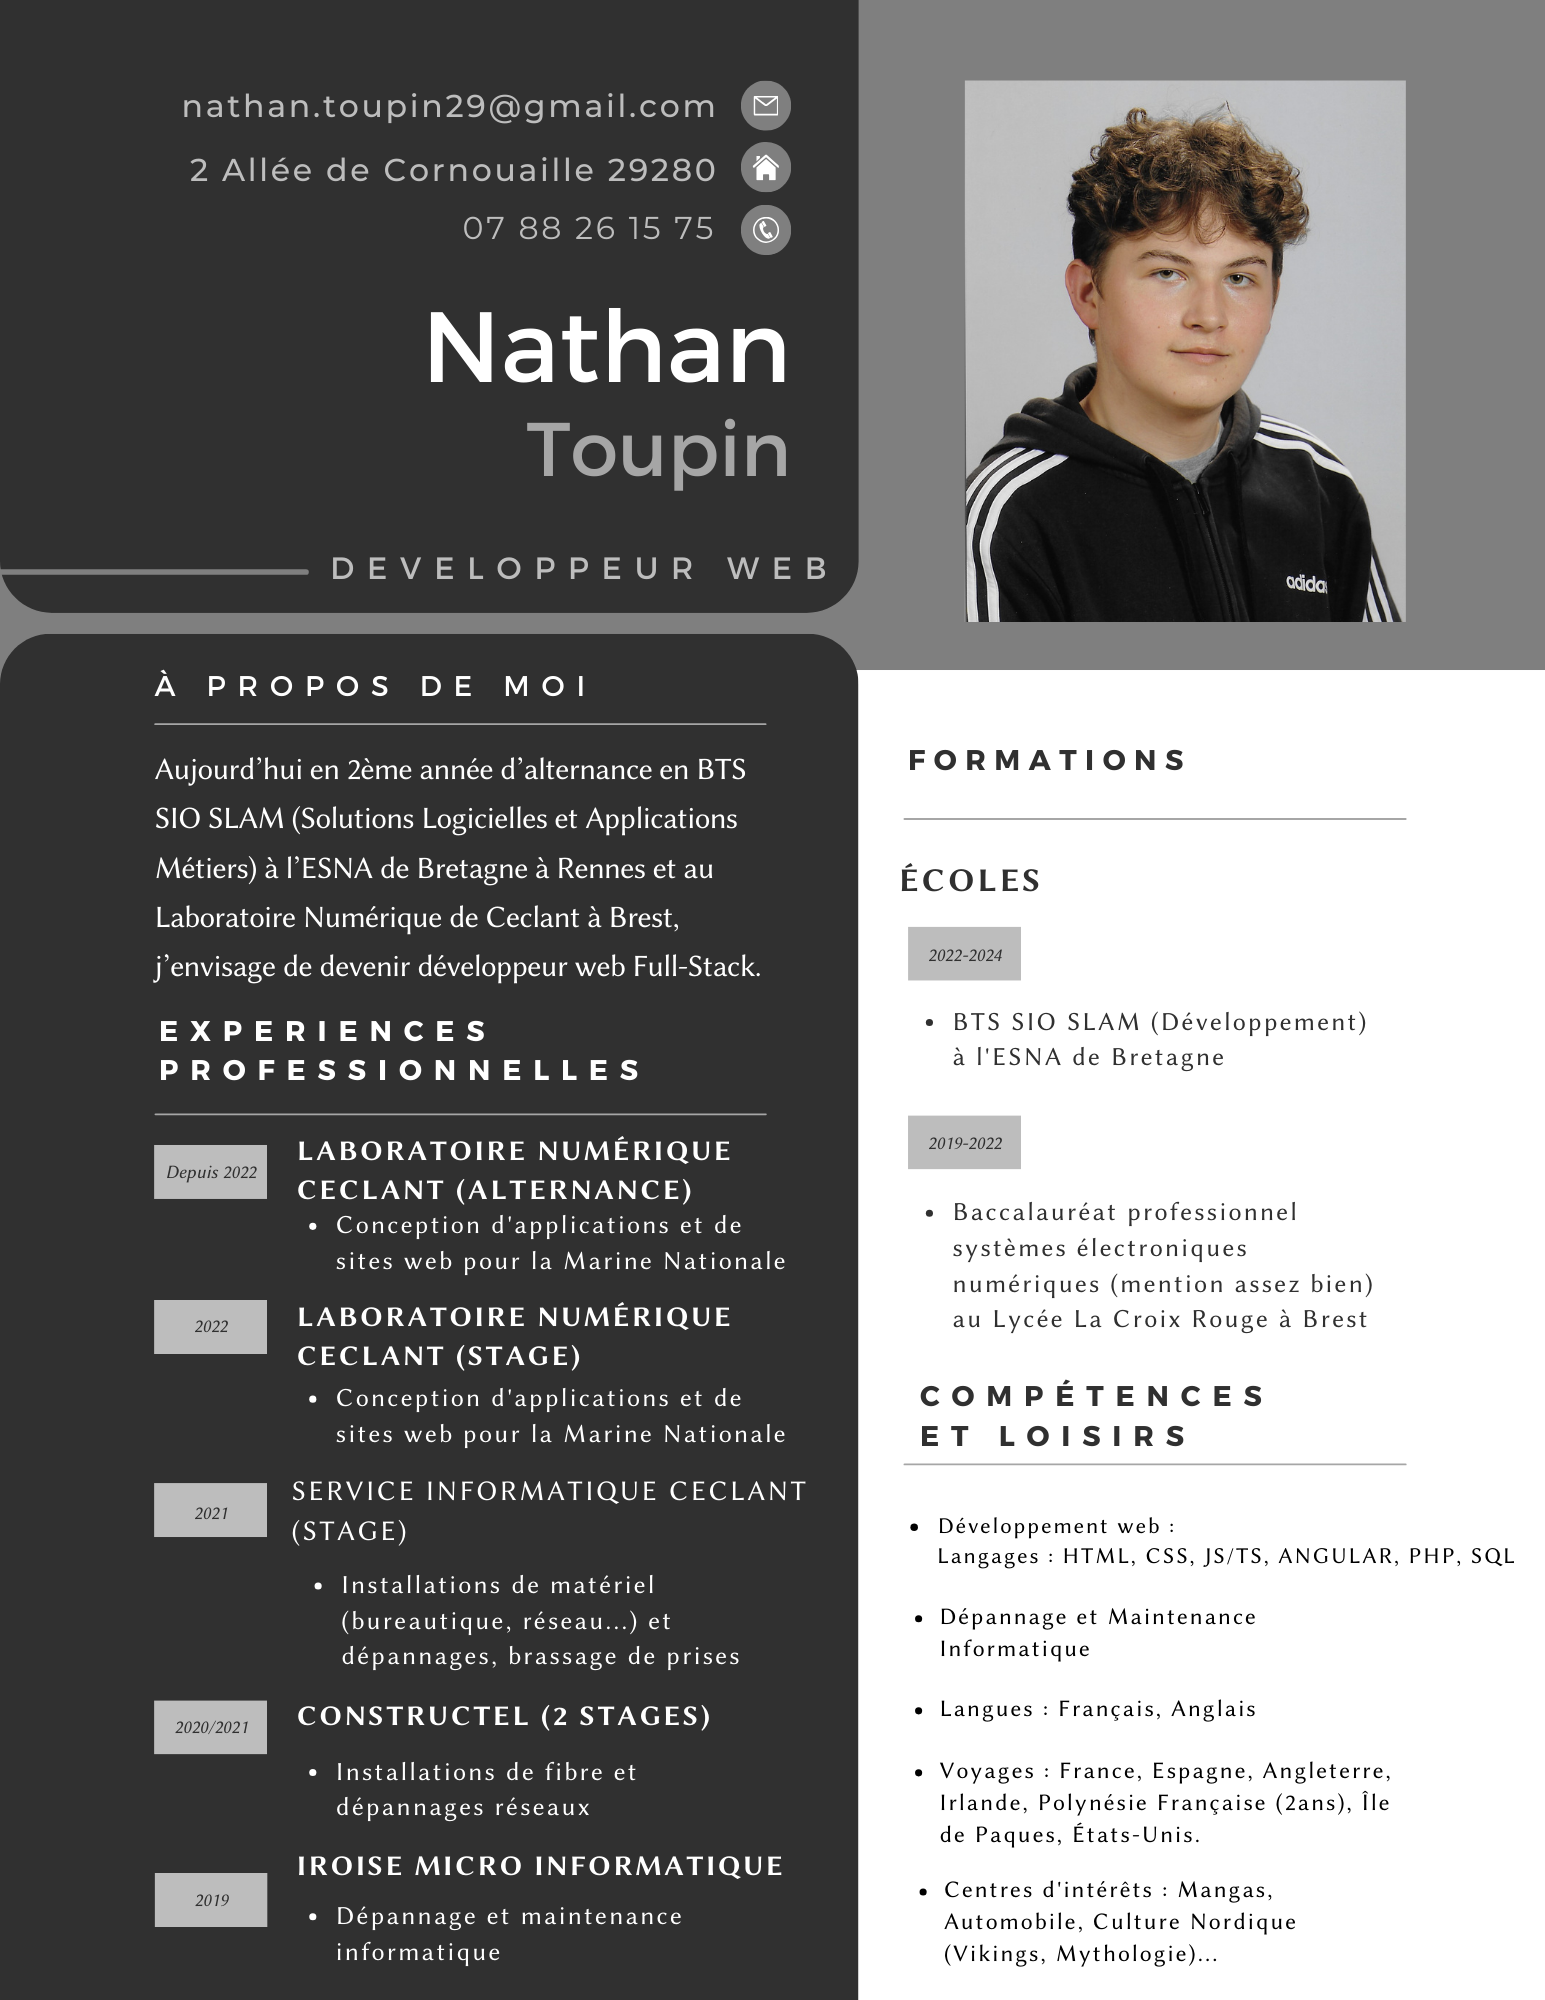 nathan.toupin29@gmail.com
2 Allée de Cornouaille 29280
07 88 26 15 75
Nathan
Toupin
DEVELOPPEUR WEB
adidas
À PROPOS DE MOI
Aujourd’hui en 2ème année d’alternance en BTS
SIO SLAM (Solutions Logicielles et Applications
Métiers) à l’ESNA de Bretagne à Rennes et au
Laboratoire Numérique de Ceclant à Brest,
j’envisage de devenir développeur web Full-Stack.
EXPERIENCES
PROFESSIONNELLES
Depuis 2022
LABORATOIRE NUMÉRIQUE
CECLANT (ALTERNANCE)
• Conception d'applications et de
sites web pour la Marine Nationale
2022
LABORATOIRE NUMÉRIQUE
CECLANT (STAGE)
• Conception d'applications et de
sites web pour la Marine Nationale
2021
SERVICE INFORMATIQUE CECLANT
(STAGE)
• Installations de matériel
(bureautique, réseau...) et
dépannages, brassage de prises
2020/2021
CONSTRUCTEL (2 STAGES)
• Installations de fibre et
dépannages réseaux
2019
IROISE MICRO INFORMATIQUE
• Dépannage et maintenance
informatique
FORMATIONS
ÉCOLES
2022-2024
• BTS SIO SLAM (Développement)
à l'ESNA de Bretagne
2019-2022
• Baccalauréat professionnel
systèmes électroniques
numériques (mention assez bien)
au Lycée La Croix Rouge à Brest
COMPÉTENCES
ET LOISIRS
• Développement web :
Langages : HTML, CSS, JS/TS, ANGULAR, PHP, SQL
• Dépannage et Maintenance
Informatique
• Langues : Français, Anglais
• Voyages : France, Espagne, Angleterre,
Irlande, Polynésie Française (2ans), Île
de Paques, États-Unis.
• Centres d'intérêts : Mangas,
Automobile, Culture Nordique
(Vikings, Mythologie)...